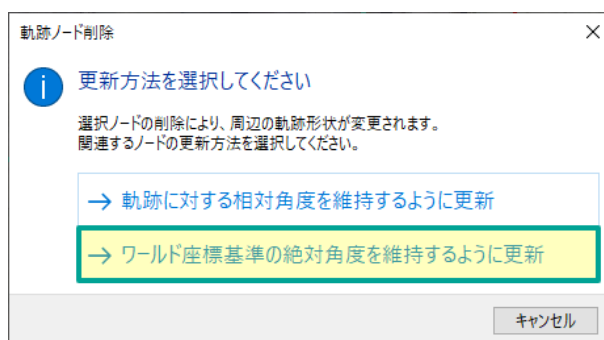 軌跡ノード削除
更新方法を選択してください
選択ノードの削除により、周辺の軌跡形状が変更されます。
関連するノードの更新方法を選択してください。
→ 軌跡に対する相対角度を維持するように更新
→ ワールド座標基準の絶対角度を維持するように更新
キャンセル